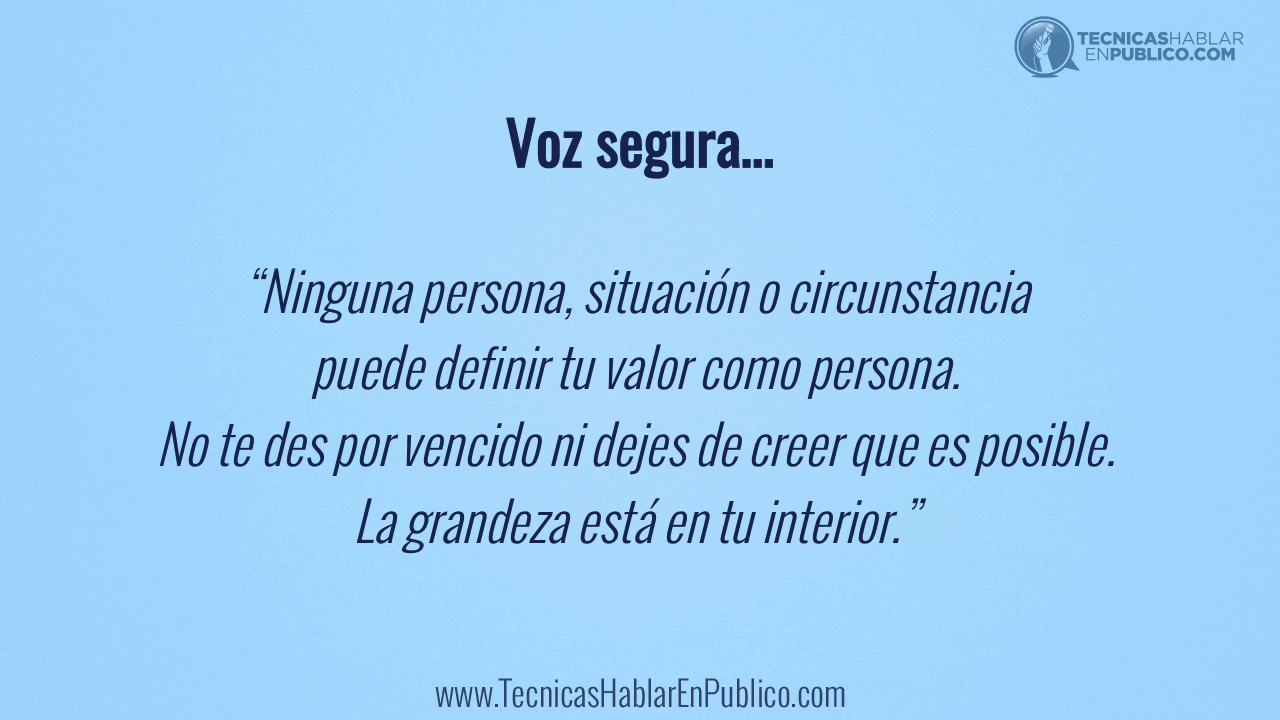 TECNICASHABLAR
ENPUBLICO.COM
Voz segura...
“Ninguna persona, situación o circunstancia
puede definir tu valor como persona.
No te des por vencido ni dejes de creer que es posible.
La grandeza está en tu interior.”
www.TecnicasHablarEnPublico.com